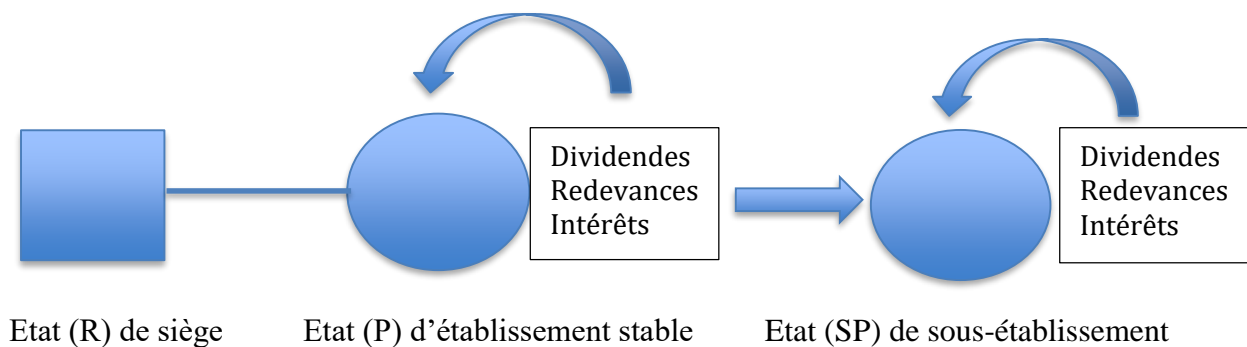 Dividendes
Redevances
Intérêts
Dividendes
Redevances
Intérêts
Etat (R) de siège
Etat (P) d’établissement stable
Etat (SP) de sous-établissement